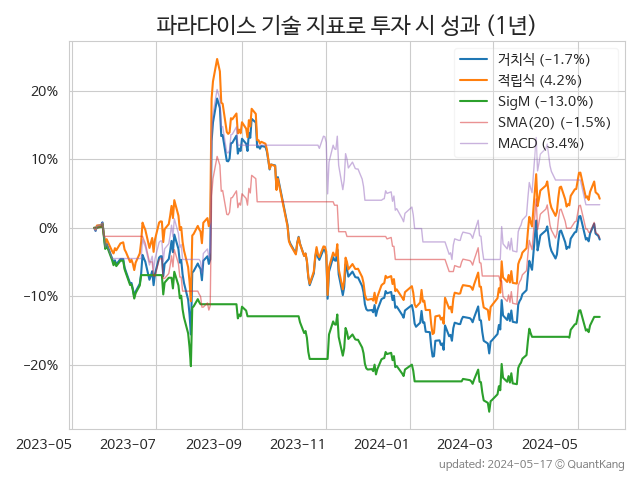 파라다이스 기술 지표로 투자 시 성과 (1년)
거치식 (−1.7%)
적립식 (4.2%)
SigM (−13.0%)
SMA(20) (−1.5%)
MACD (3.4%)
20%
10%
0%
−10%
−20%
2023−05 2023−07 2023−09 2023−11 2024−01 2024−03 2024−05
updated: 2024−05−17 ⓒ QuantKang